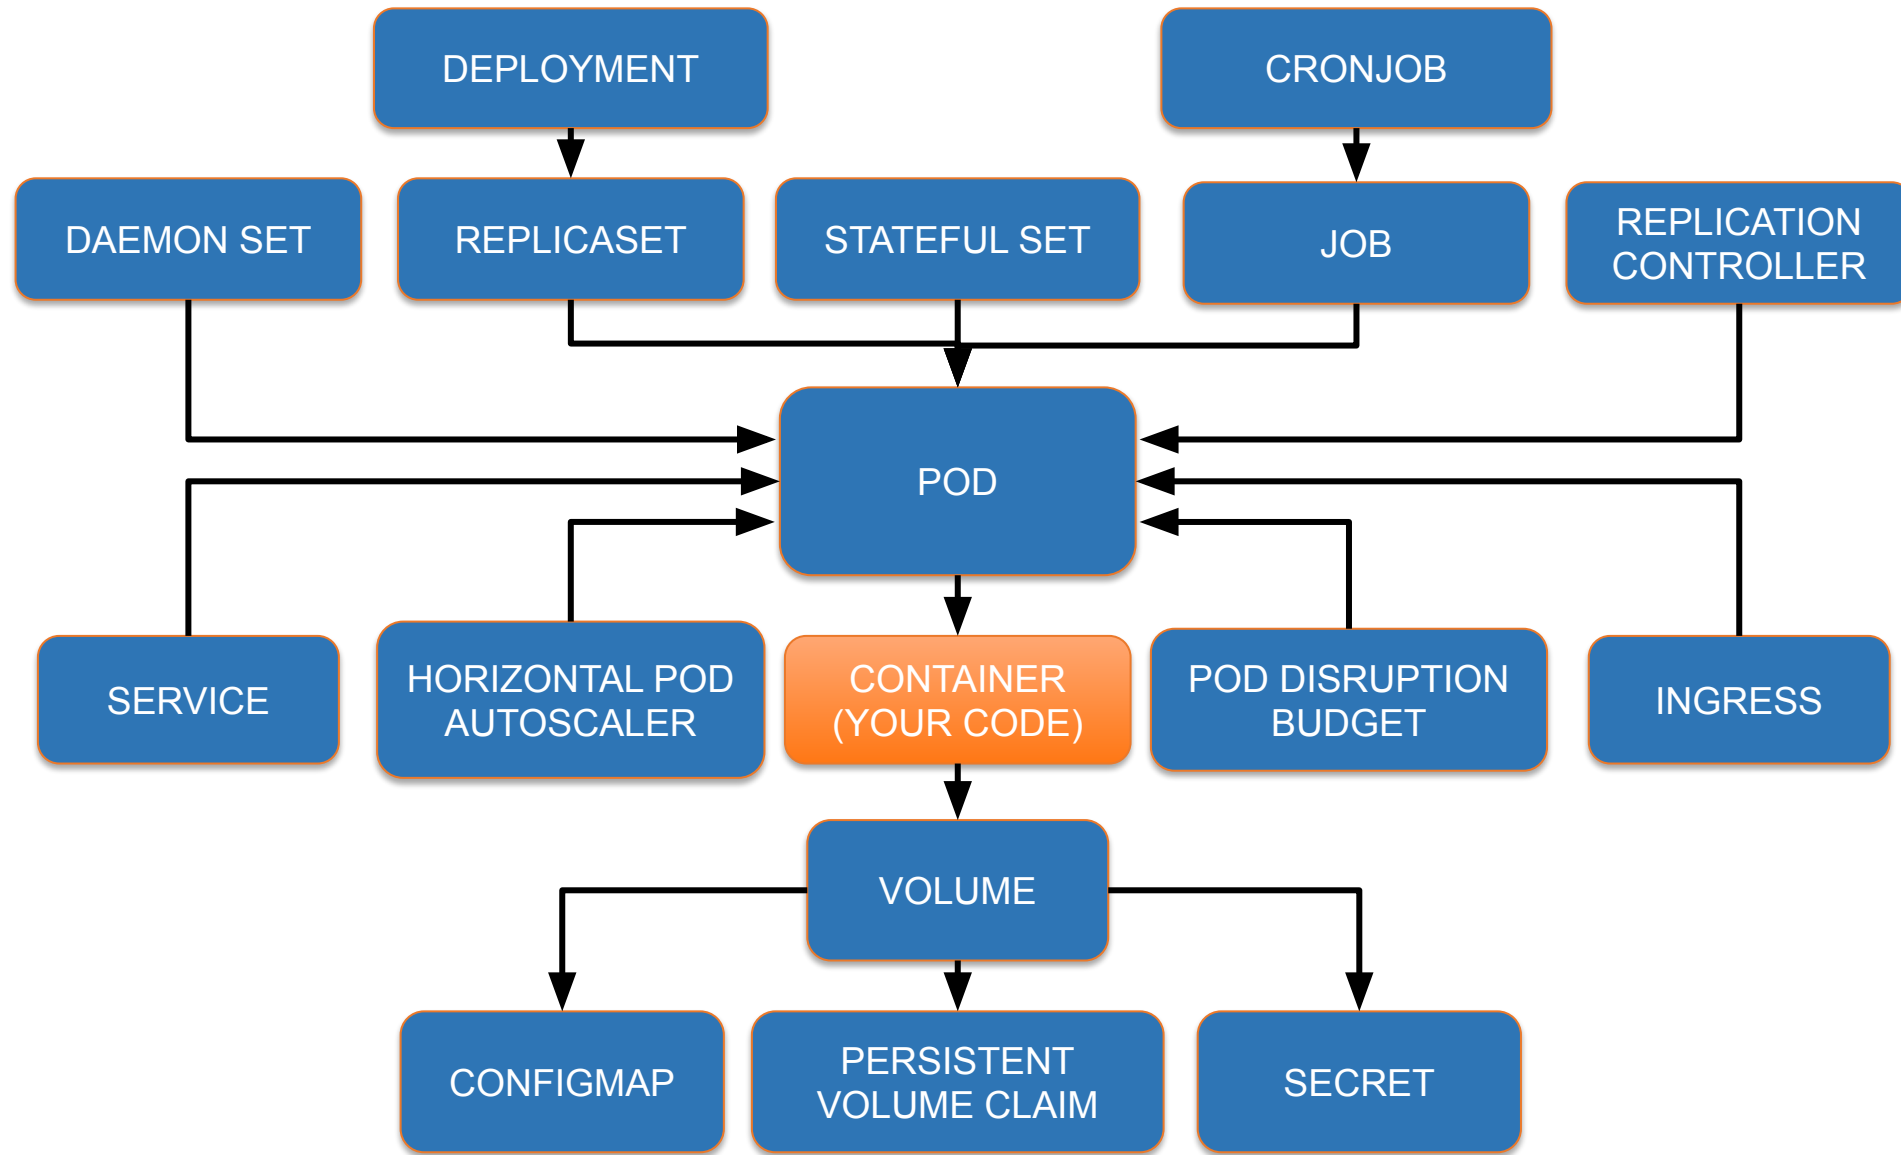 DEPLOYMENT
CRONJOB
DAEMON SET
REPLICASET
STATEFUL SET
JOB
REPLICATION
CONTROLLER
POD
SERVICE
HORIZONTAL POD
AUTOSCALER
CONTAINER
(YOUR CODE)
POD DISRUPTION
BUDGET
INGRESS
VOLUME
CONFIGMAP
PERSISTENT
VOLUME CLAIM
SECRET